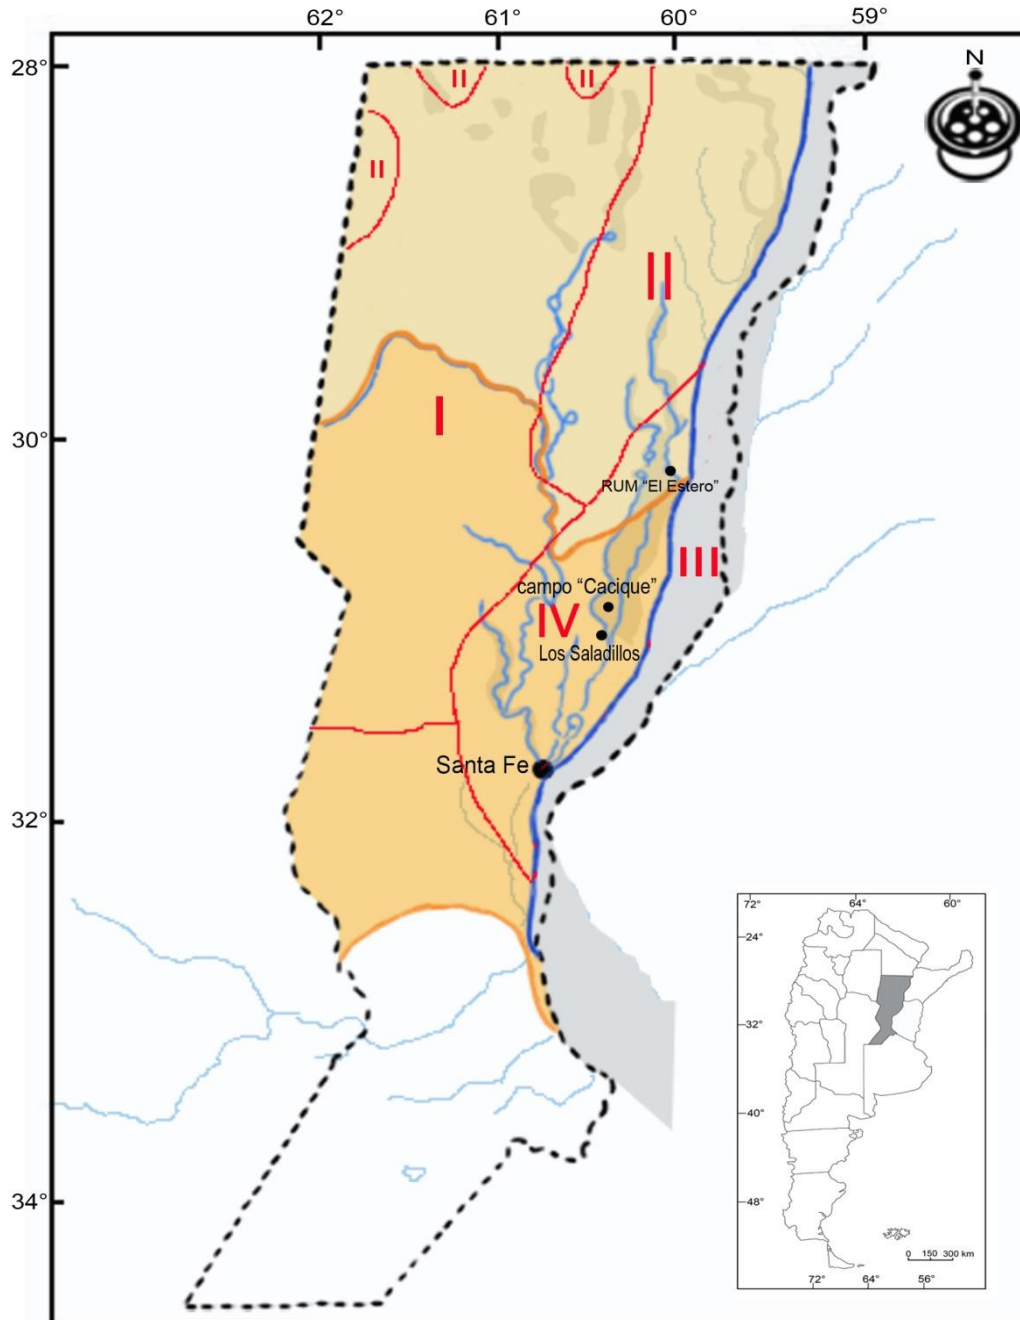 62° 61° 60° 59°
28°
N
II
II
II
II
I
30°
RUM "El Estero"
III
campo "Cacique"
IV
Los Saladillos
Santa Fe
32°
34°
72° 64° 60°
24°
32°
40°
48°
0 150 300 km
72° 64° 56°